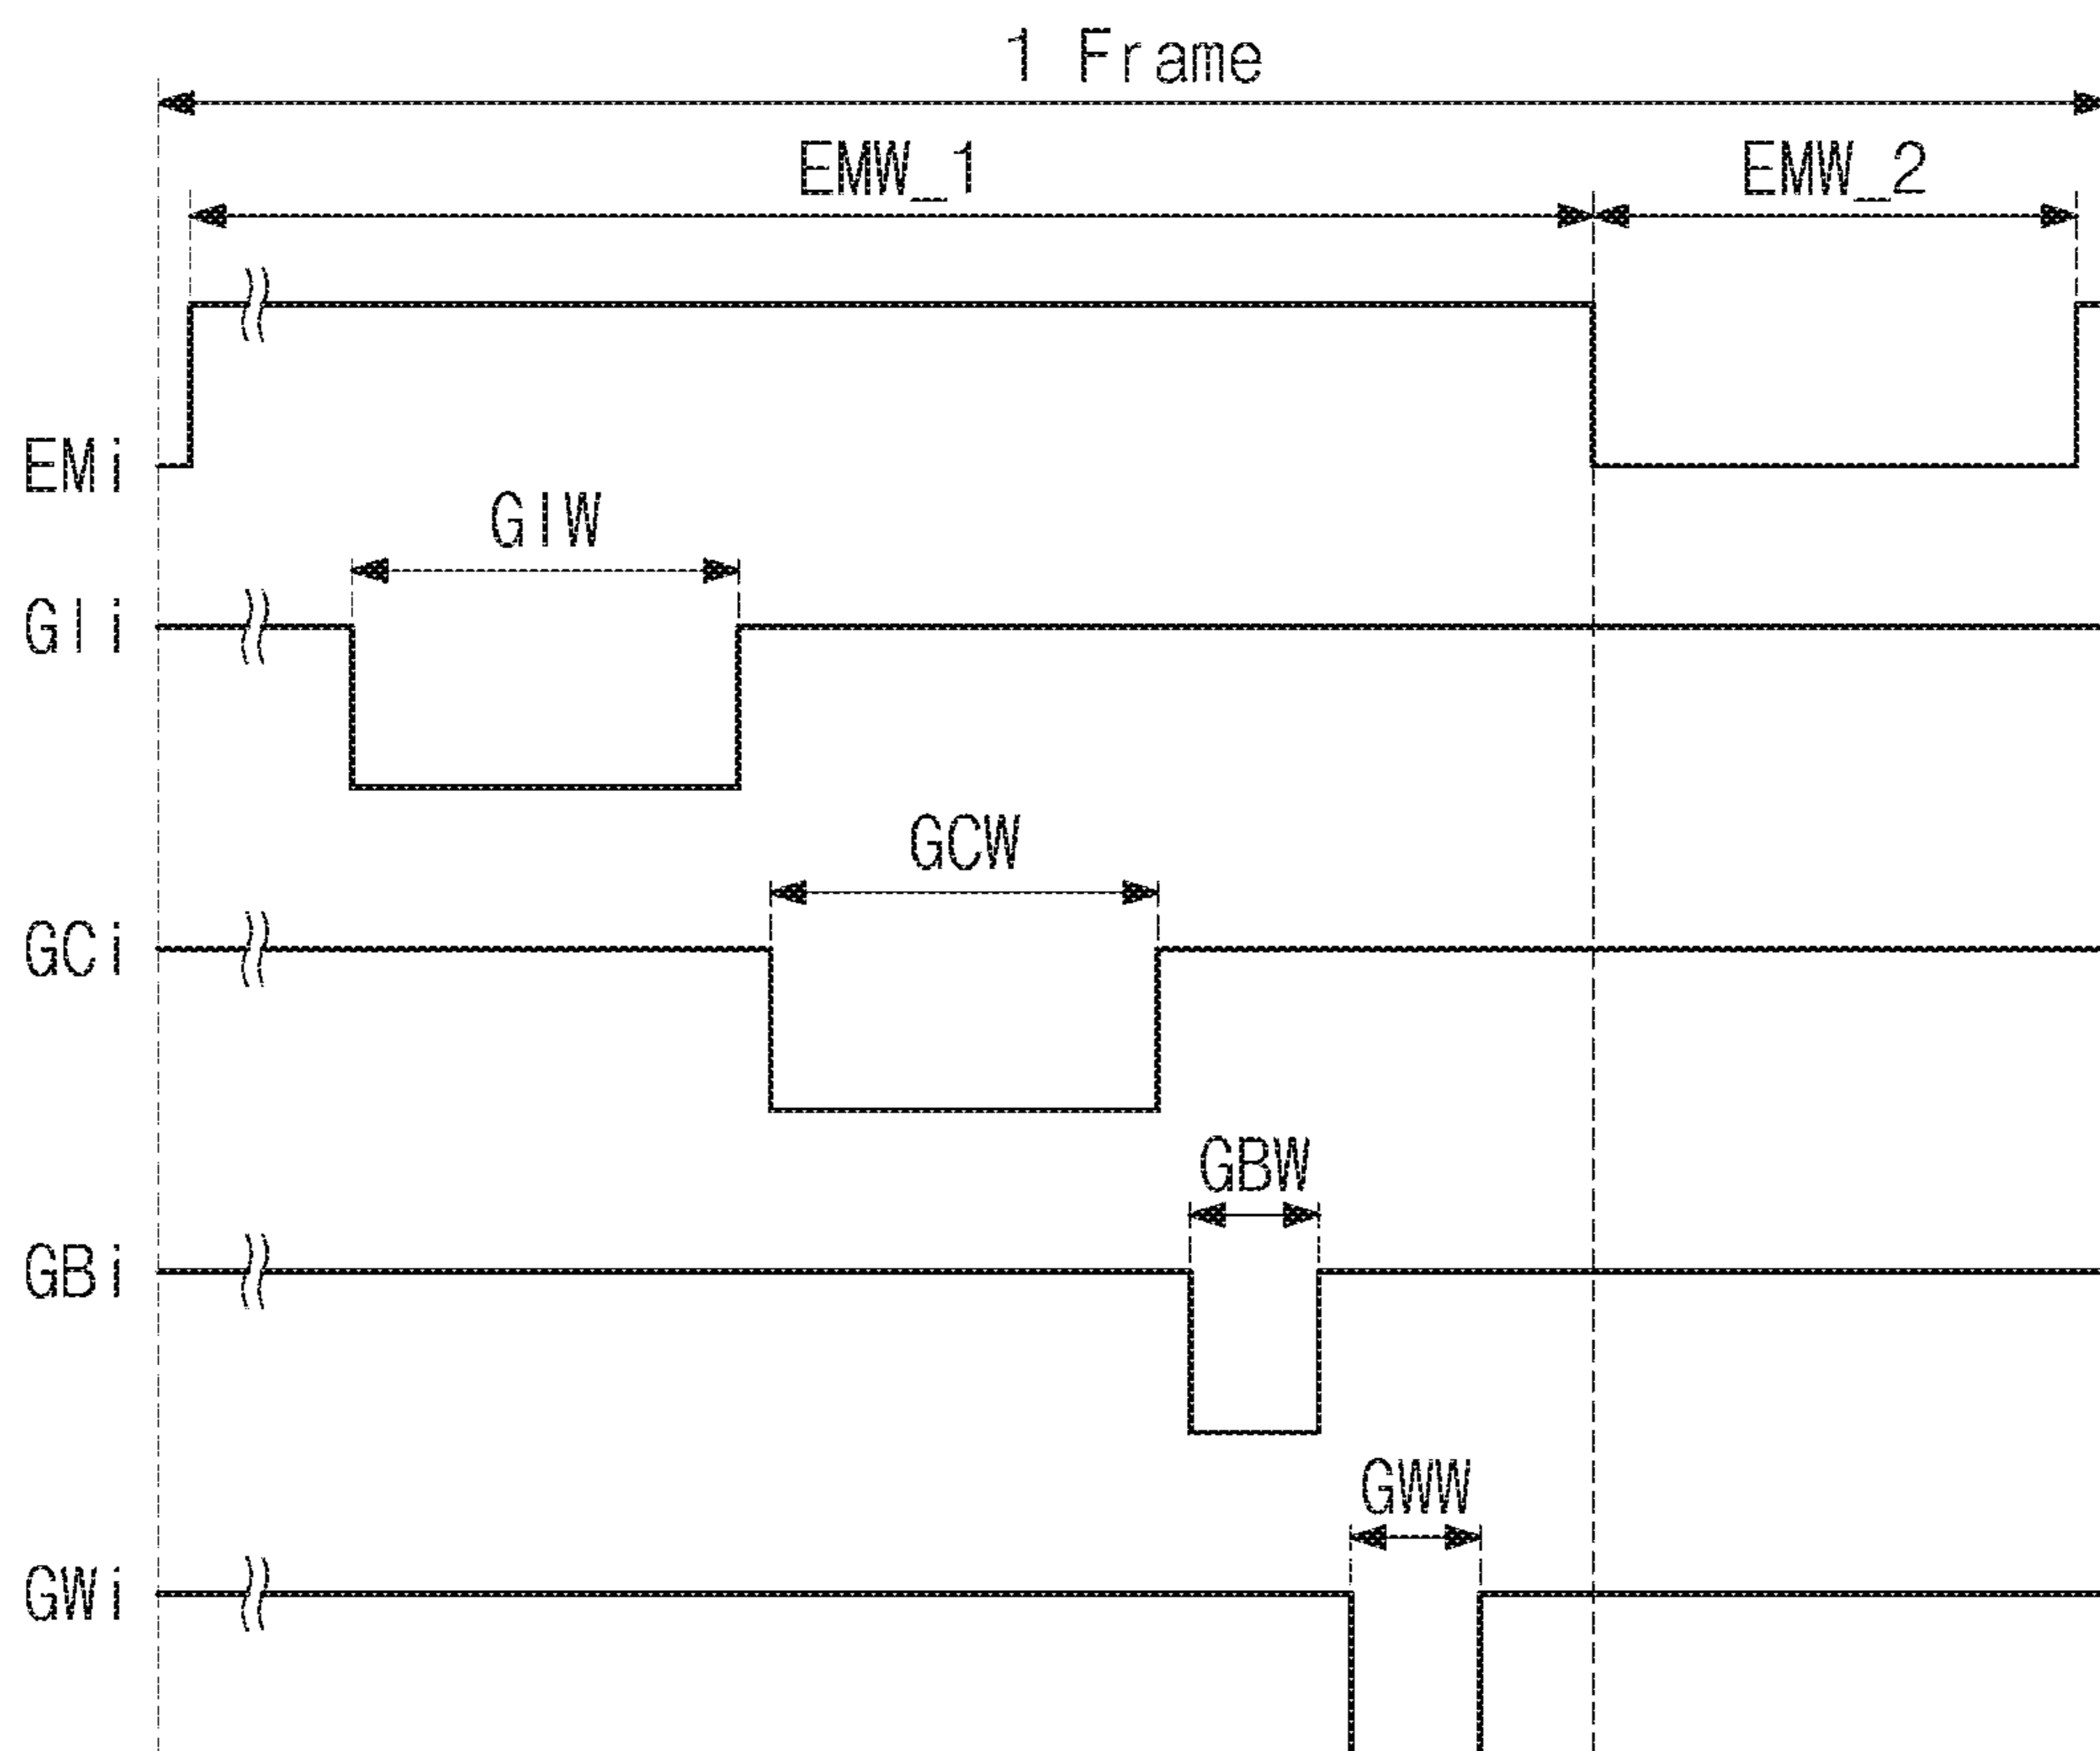 1 Frame
EMW_1 EMW_2
EMi
GIW
GIi
GCW
GCi
GBW
GBi
GWW
GWi